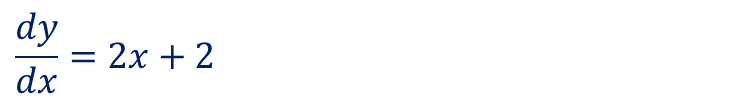 dy/dx = 2x + 2